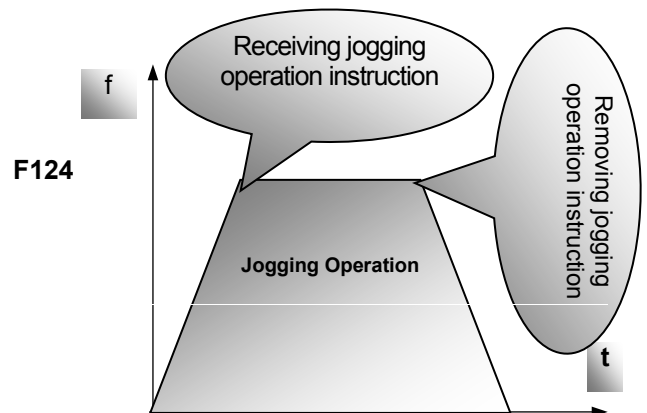 Receiving jogging
operation instruction
f
F124
Removing jogging
operation instruction
Jogging Operation
t